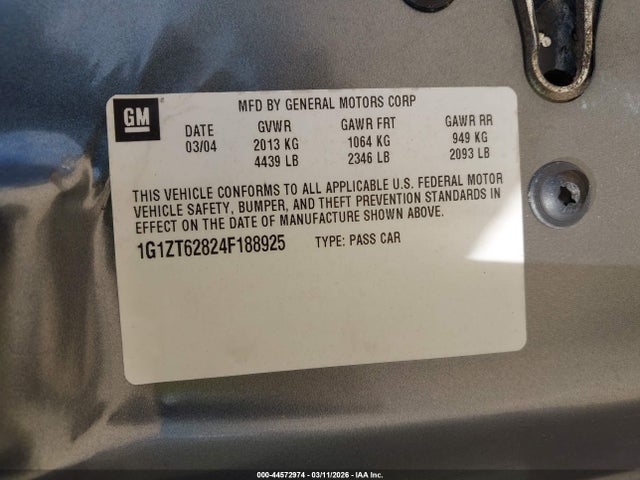 GM
MFD BY GENERAL MOTORS CORP
DATE GVWR GAWR FRT GAWR RR
03/04 2013 KG 1064 KG 949 KG
4439 LB 2346 LB 2093 LB
THIS VEHICLE CONFORMS TO ALL APPLICABLE U.S. FEDERAL MOTOR
VEHICLE SAFETY, BUMPER, AND THEFT PREVENTION STANDARDS IN
EFFECT ON THE DATE OF MANUFACTURE SHOWN ABOVE.
1G1ZT62824F188925 TYPE: PASS CAR
000-44572974 - 03/11/2026 - IAA Inc.